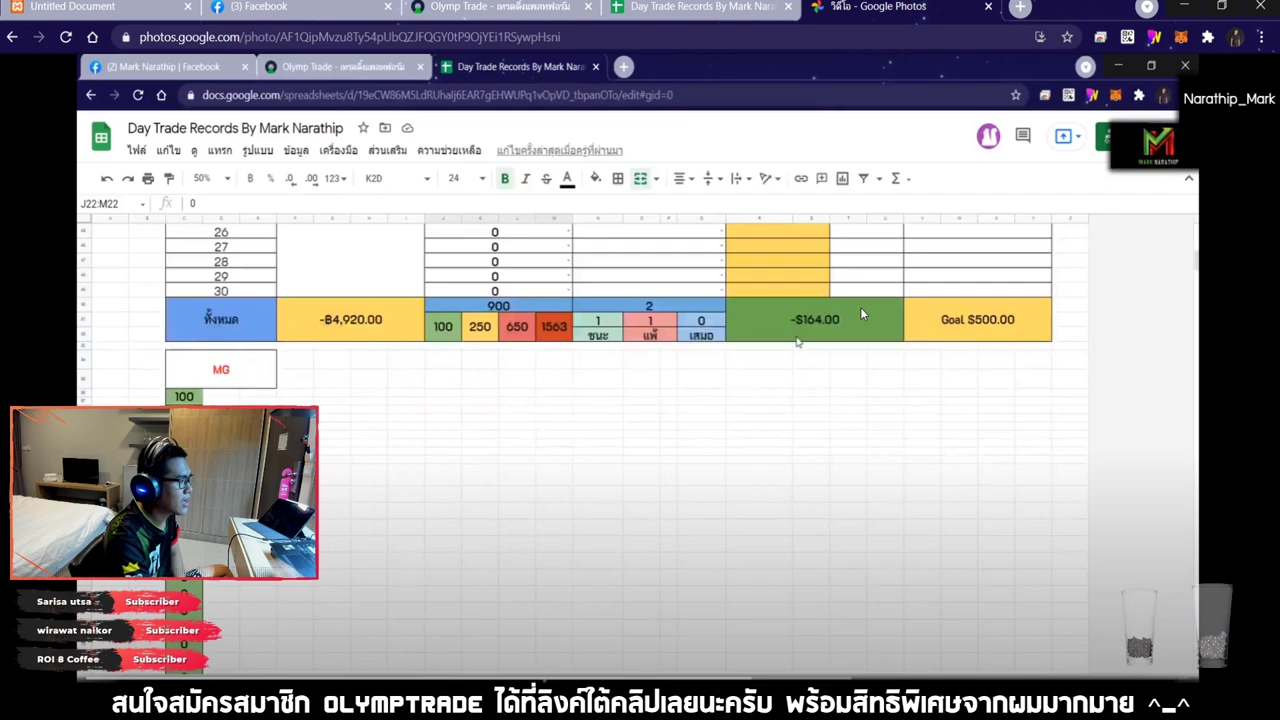 Untitled Document
(3) Facebook
Olymp Trade - เทรดดิ้งแพลทฟอร์ม
Day Trade Records By Mark Narat
วิดีโอ - Google Photos
photos.google.com/photo/AF1QipMvzu8Ty54pUbQZJFQGY0tP9OjYEi1RSywpHsni
(2) Mark Narathip | Facebook
Olymp Trade - เทรดดิ้งแพลทฟอร์ม
Day Trade Records By Mark Nara
docs.google.com/spreadsheets/d/19eCW86M5LdRUhaIj6EAR7gEHWUPq1vOpVD_tbpanOTo/edit#gid=0
Narathip_Mark
Day Trade Records By Mark Narathip
MARK NARATHIP
ไฟล์ แก้ไข ดู แทรก รูปแบบ ข้อมูล เครื่องมือ ส่วนเสริม ความช่วยเหลือ แก้ไขครั้งล่าสุดเมื่อครู่ที่ผ่านมา
50% ฿ % .0 .00 123 K2D 24 B I S A
J22:M22 0
26 0
27 0
28 0
29 0
30 0
ทั้งหมด -฿4,920.00 900 2 -$164.00 Goal $500.00
100 250 650 1563 1 1 0
ชนะ แพ้ เสมอ
MG
100
0
Sarisa utsa Subscriber
wirawat naikor Subscriber
ROI 8 Coffee Subscriber
สนใจสมัครสมาชิก OLYMPTRADE ได้ที่ลิงค์ใต้คลิปเลยนะครับ พร้อมสิทธิพิเศษจากผมมากมาย ^_^